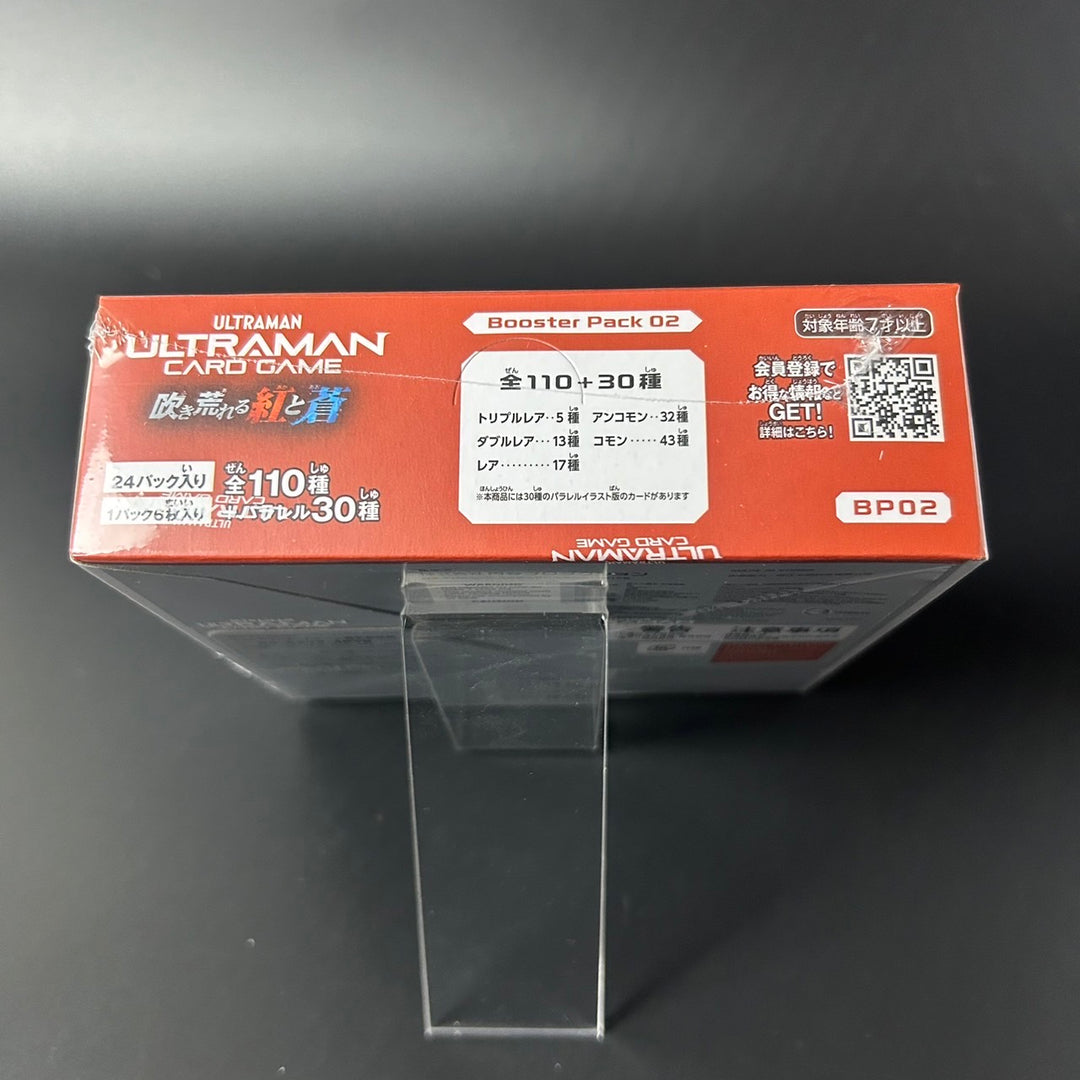 ULTRAMAN
ULTRAMAN
CARD GAME
吹き荒れる紅と蒼
24パック入り
1パック6枚入り
全110種
パラレル30種
Booster Pack 02
全110+30種
トリプルレア‥5種 アンコモン‥32種
ダブルレア…13種 コモン‥‥‥43種
レア………17種
※本商品には30種のパラレルイラスト版のカードがあります
対象年齢7才以上
会員登録で
お得な情報など
GET!
詳細はこちら!
BP02
ULTRAMAN
CARD GAME